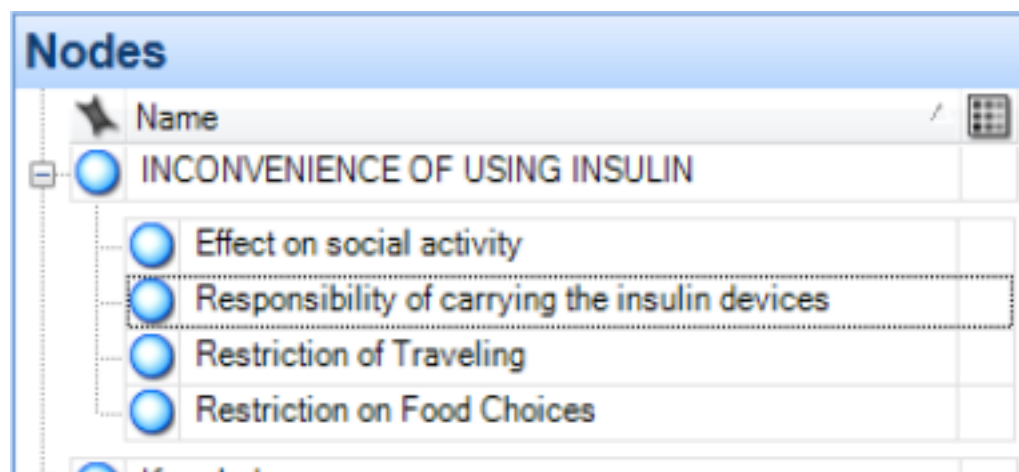 Nodes
Name
INCONVENIENCE OF USING INSULIN
Effect on social activity
Responsibility of carrying the insulin devices
Restriction of Traveling
Restriction on Food Choices